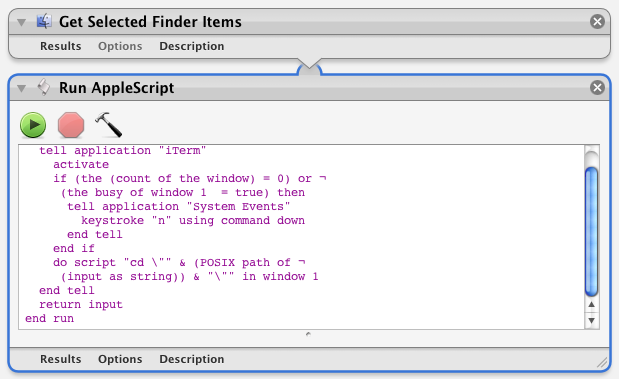 Get Selected Finder Items
Results Options Description
Run AppleScript
tell application "iTerm"
activate
if (the (count of the window) = 0) or ¬
(the busy of window 1  = true) then
tell application "System Events"
keystroke "n" using command down
end tell
end if
do script "cd \"" & (POSIX path of ¬
(input as string)) & "\"" in window 1
end tell
return input
end run
Results Options Description